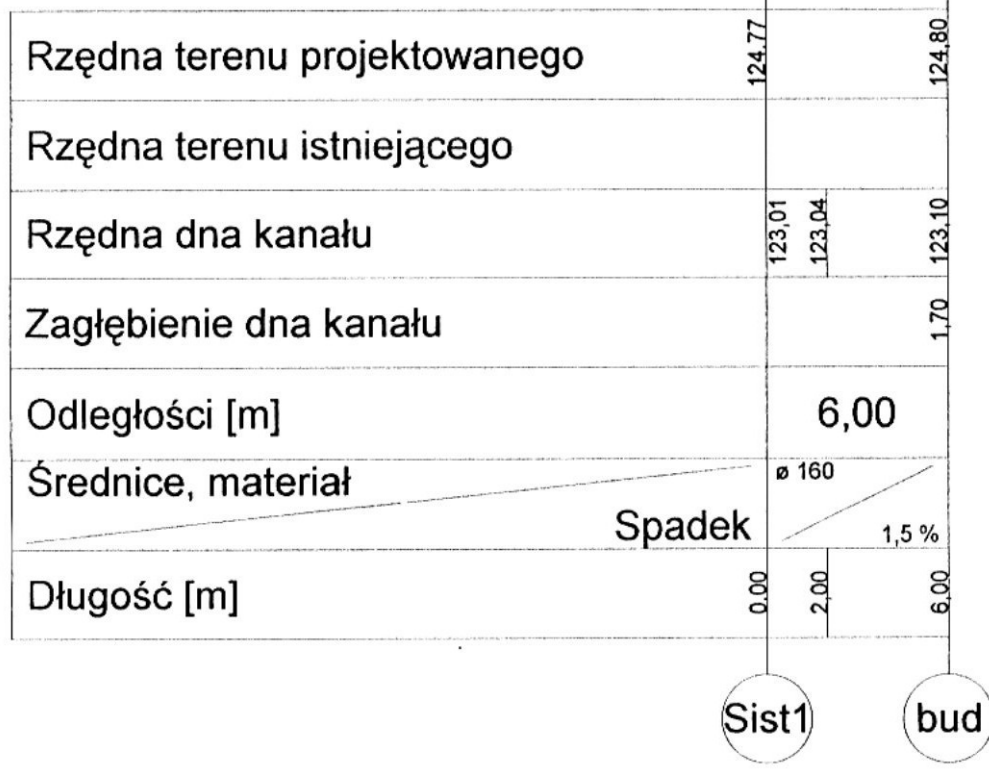 Rzędna terenu projektowanego 124.77 124,80
Rzędna terenu istniejącego
Rzędna dna kanału 123,01 123,04 123,10
Zagłębienie dna kanału 1,70
Odległości [m] 6,00
Średnice, materiał ø 160
Spadek 1,5 %
Długość [m] 0.00 2,00 6,00
Sist1 bud